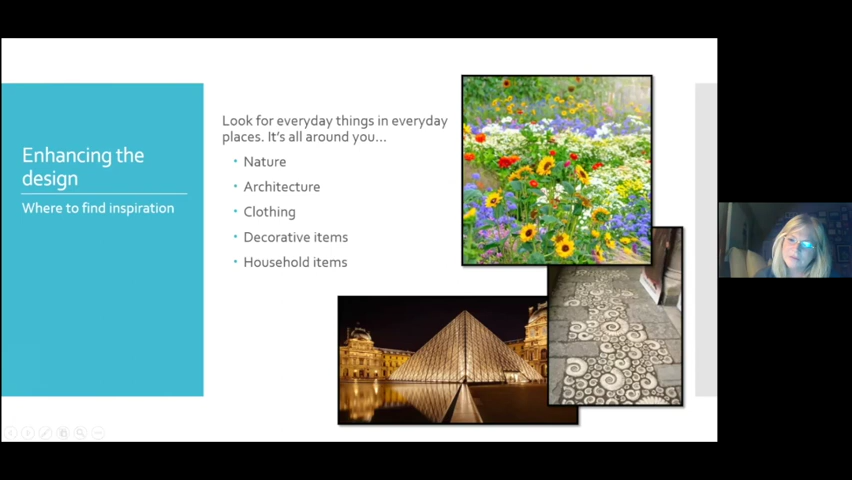 Enhancing the
design
Where to find inspiration
Look for everyday things in everyday
places. It's all around you...
• Nature
• Architecture
• Clothing
• Decorative items
• Household items